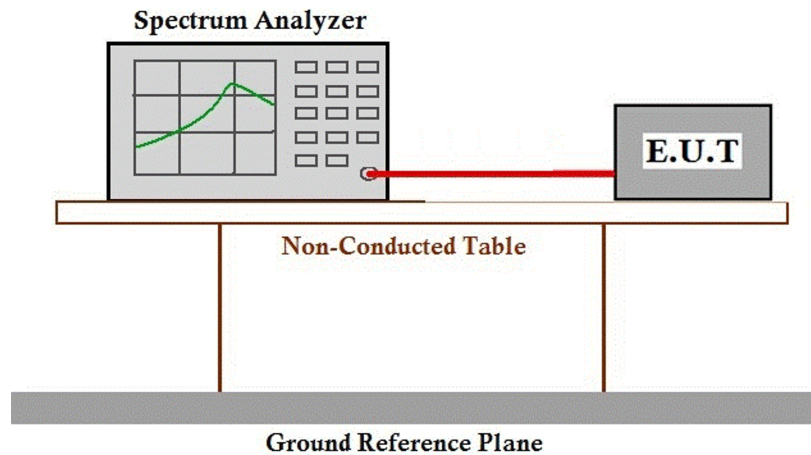 Spectrum Analyzer
E.U.T
Non-Conducted Table
Ground Reference Plane